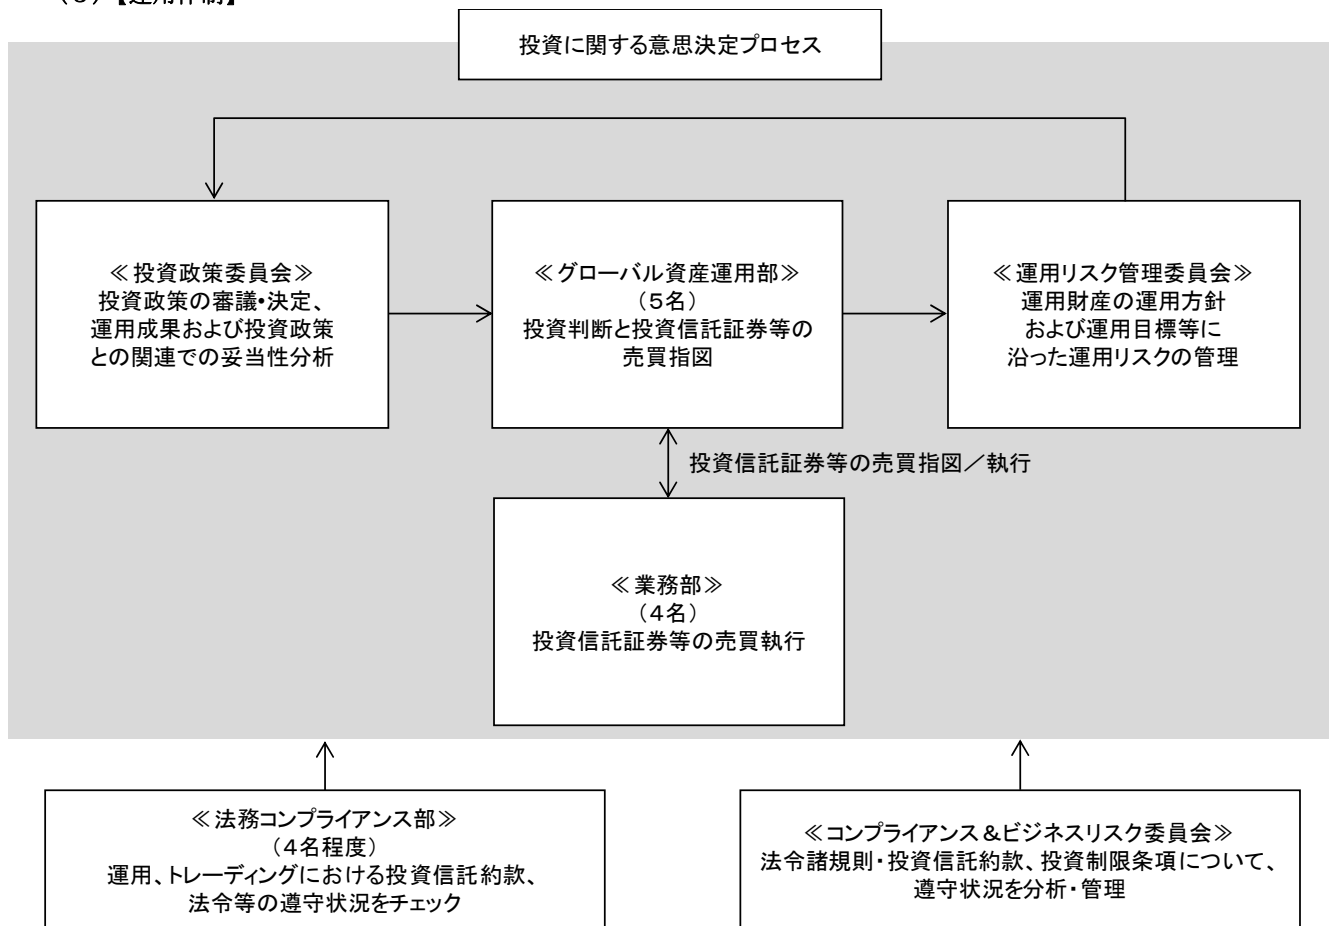 (3)【運用体制】
投資に関する意思決定プロセス
≪投資政策委員会≫
投資政策の審議・決定、
運用成果および投資政策
との関連での妥当性分析
≪グローバル資産運用部≫
(5名)
投資判断と投資信託証券等の
売買指図
≪運用リスク管理委員会≫
運用財産の運用方針
および運用目標等に
沿った運用リスクの管理
投資信託証券等の売買指図／執行
≪業務部≫
(4名)
投資信託証券等の売買執行
≪法務コンプライアンス部≫
(4名程度)
運用、トレーディングにおける投資信託約款、
法令等の遵守状況をチェック
≪コンプライアンス＆ビジネスリスク委員会≫
法令諸規則・投資信託約款、投資制限条項について、
遵守状況を分析・管理